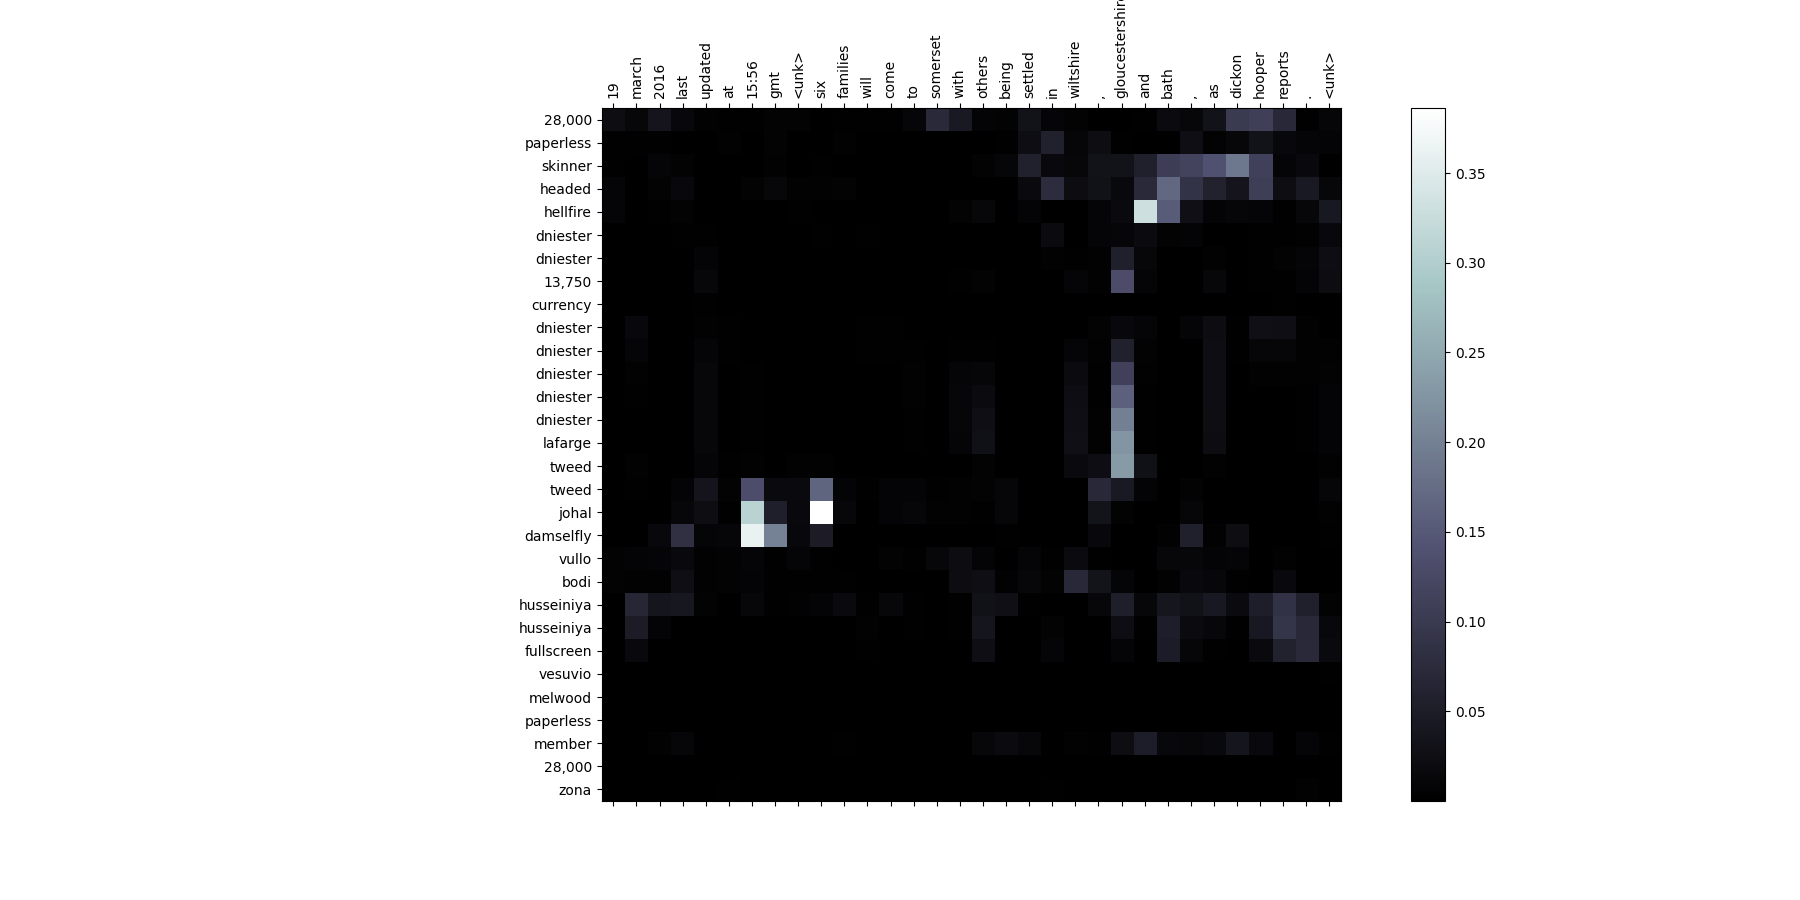 19 march 2016 last updated at 15:56 gmt <unk> six families will come to somerset with others being settled in wiltshire , gloucestershire and bath , as dickon hooper reports . <unk>
28,000
paperless
skinner
headed
hellfire
dniester
dniester
13,750
currency
dniester
dniester
dniester
dniester
dniester
lafarge
tweed
tweed
johal
damselfly
vullo
bodi
husseiniya
husseiniya
fullscreen
vesuvio
melwood
paperless
member
28,000
zona
0.35
0.30
0.25
0.20
0.15
0.10
0.05